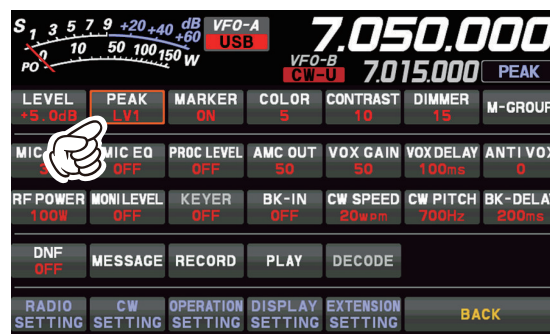 S 1 3 5 7 9 +20 +40 +60 dB
PO 0 10 50 100 150 W
VFO-A
USB
7.050.000
VFO-B
CW-U
7.015.000
PEAK
LEVEL PEAK MARKER COLOR CONTRAST DIMMER M-GROUP
+5.0dB LV1 ON 5 10 15
MIC EQ PROC LEVEL AMC OUT VOX GAIN VOX DELAY ANTI VOX
OFF OFF 50 50 100ms 0
RF POWER MONI LEVEL KEYER BK-IN CW SPEED CW PITCH BK-DELA
100W OFF OFF OFF 20wpm 700Hz 200ms
DNF MESSAGE RECORD PLAY DECODE
OFF
RADIO CW OPERATION DISPLAY EXTENSION BACK
SETTING SETTING SETTING SETTING SETTING